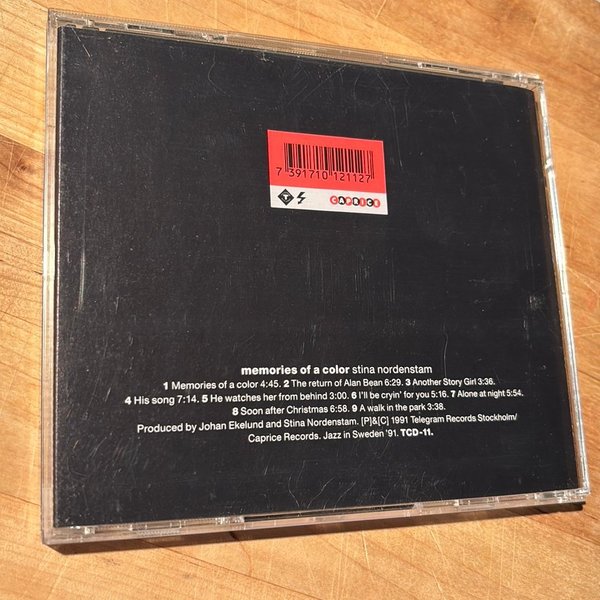 7 391710 121127
T CAPRICE
memories of a color stina nordenstam
1 Memories of a color 4:45. 2 The return of Alan Bean 6:29. 3 Another Story Girl 3:36.
4 His song 7:14. 5 He watches her from behind 3:00. 6 I'll be cryin' for you 5:16. 7 Alone at night 5:54.
8 Soon after Christmas 6:58. 9 A walk in the park 3:38.
Produced by Johan Ekelund and Stina Nordenstam. [P]&[C] 1991 Telegram Records Stockholm/
Caprice Records. Jazz in Sweden '91. TCD-11.